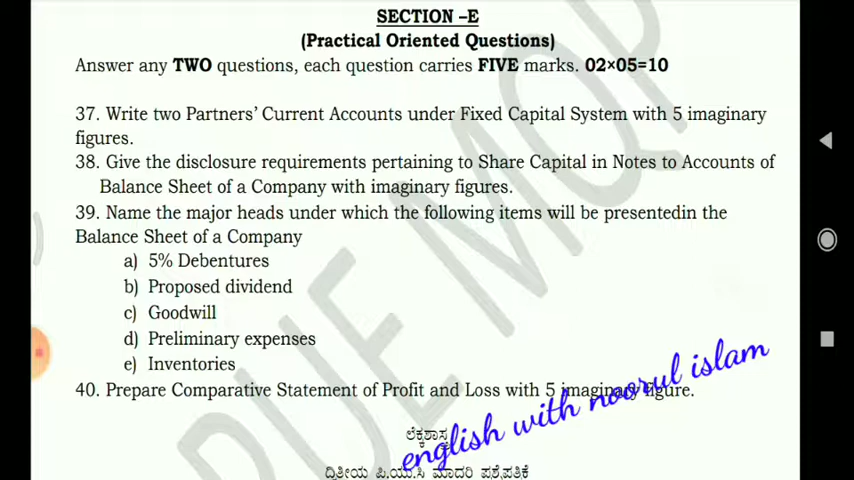 SECTION –E
(Practical Oriented Questions)
Answer any TWO questions, each question carries FIVE marks. 02×05=10
37. Write two Partners' Current Accounts under Fixed Capital System with 5 imaginary
figures.
38. Give the disclosure requirements pertaining to Share Capital in Notes to Accounts of
Balance Sheet of a Company with imaginary figures.
39. Name the major heads under which the following items will be presentedin the
Balance Sheet of a Company
a) 5% Debentures
b) Proposed dividend
c) Goodwill
d) Preliminary expenses
e) Inventories
40. Prepare Comparative Statement of Profit and Loss with 5 imaginary figure.
english with noorul islam
ಲೆಕ್ಕಶಾಸ್ತ್ರ
ದ್ವಿತೀಯ ಪಿ.ಯು.ಸಿ ಮಾದರಿ ಪ್ರಶ್ನೆಪತ್ರಿಕೆ
PUE MQP